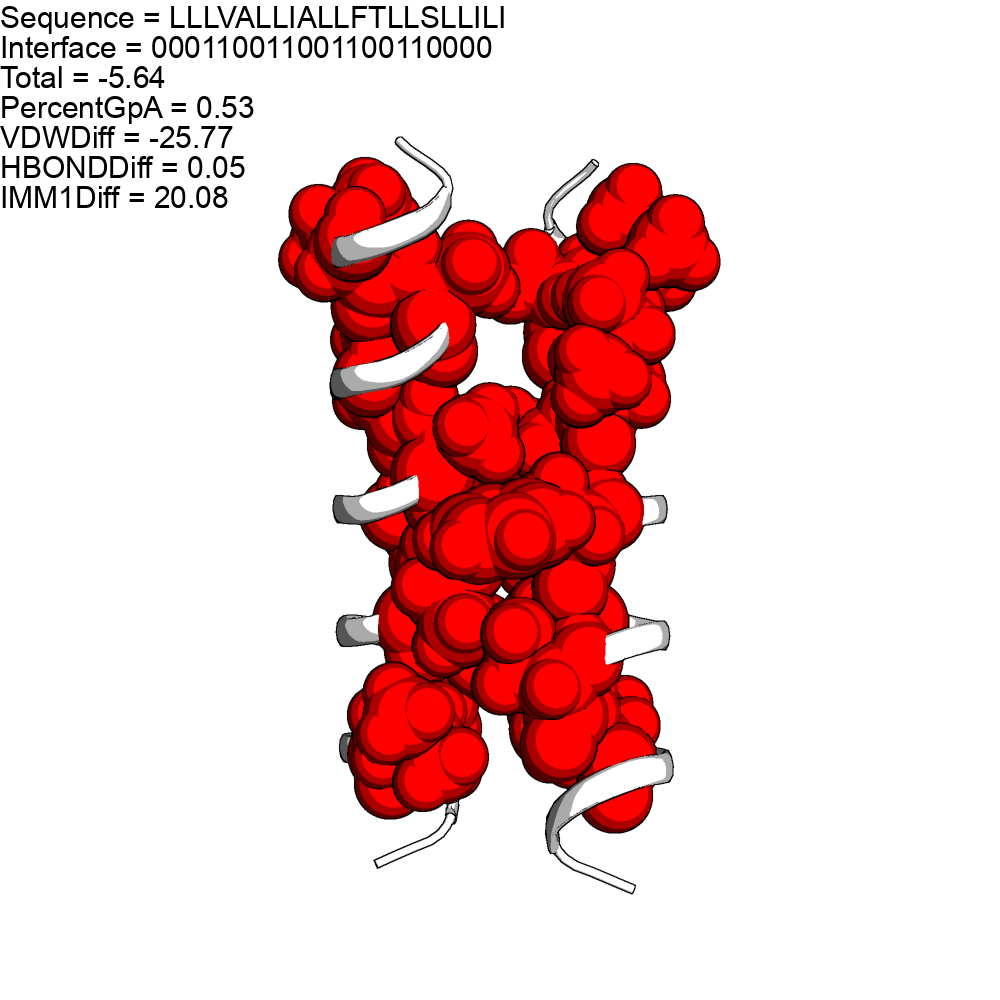 Sequence = LLLVALLIALLFTLLSLLILI
Interface = 000110011001100110000
Total = -5.64
PercentGpA = 0.53
VDWDiff = -25.77
HBONDDiff = 0.05
IMM1Diff = 20.08